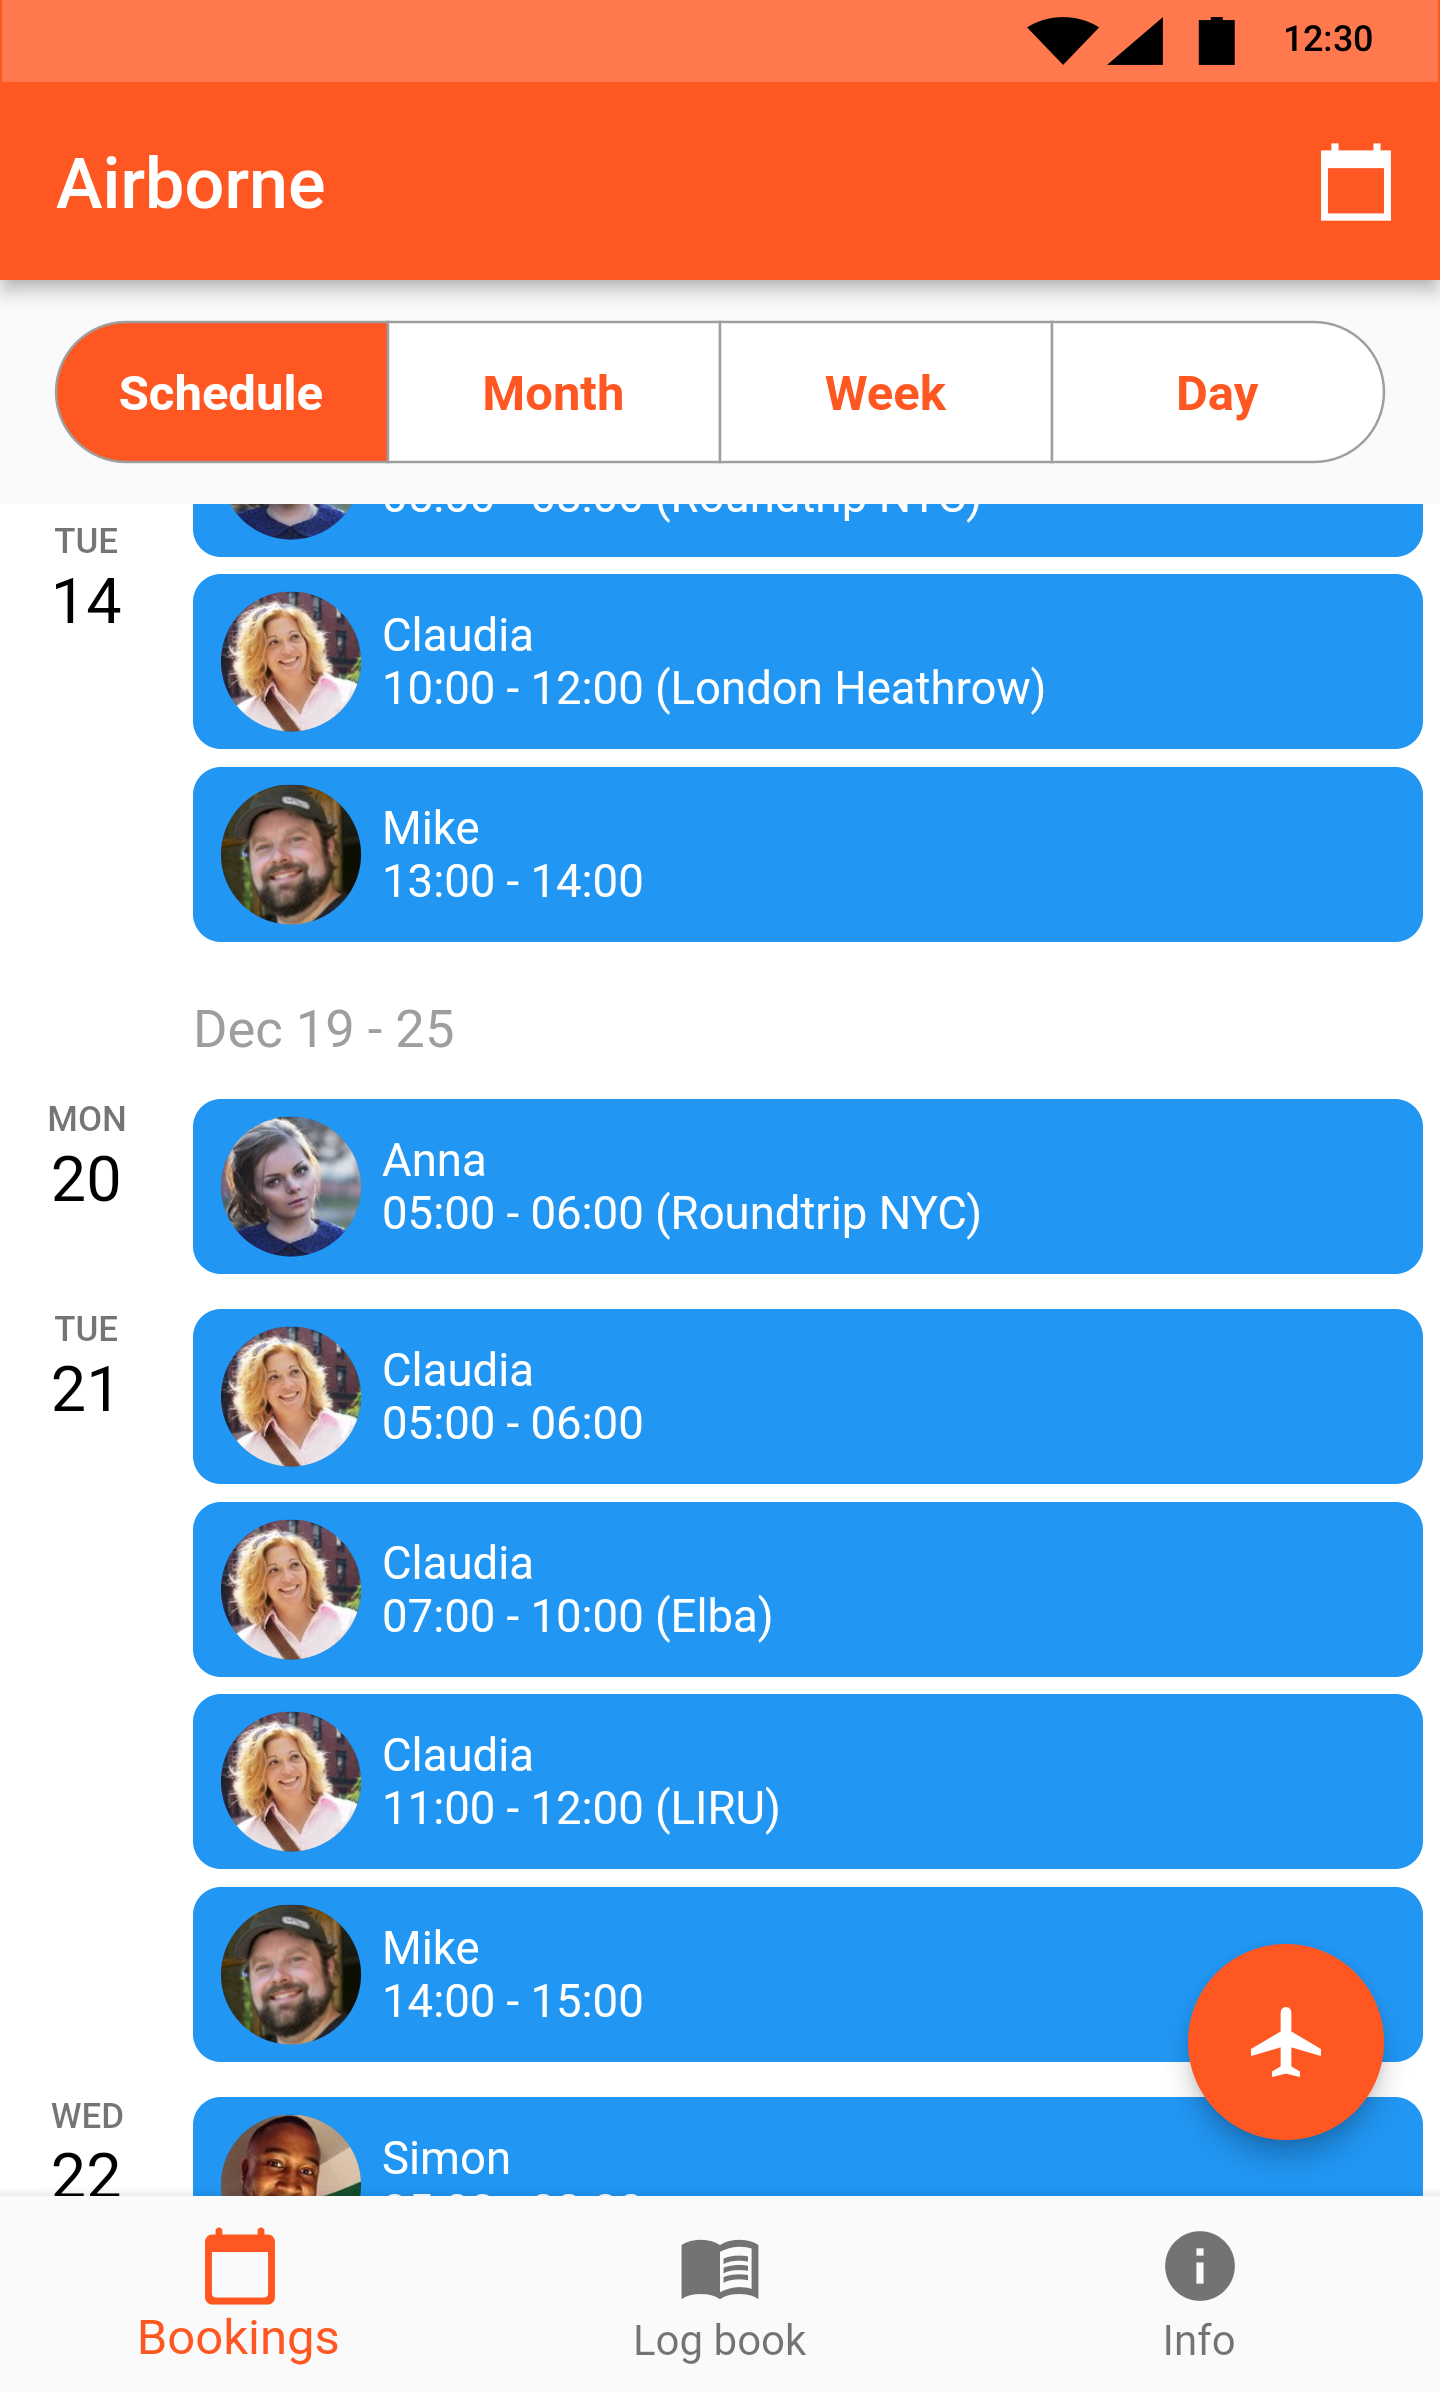 12:30
Airborne
Schedule
Month
Week
Day
TUE
14
(Roundtrip NYC)
Claudia
10:00 - 12:00 (London Heathrow)
Mike
13:00 - 14:00
Dec 19 - 25
MON
20
Anna
05:00 - 06:00 (Roundtrip NYC)
TUE
21
Claudia
05:00 - 06:00
Claudia
07:00 - 10:00 (Elba)
Claudia
11:00 - 12:00 (LIRU)
Mike
14:00 - 15:00
WED
22
Simon
Bookings
Log book
Info